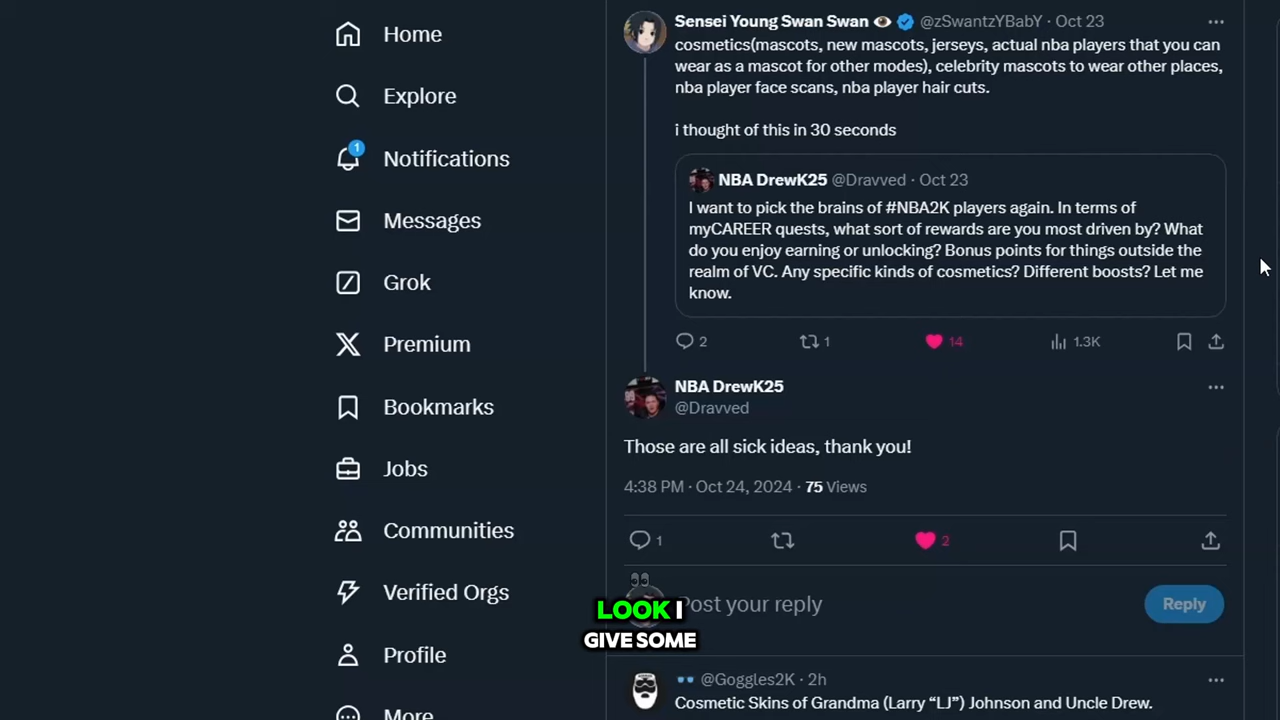 Home
Explore
1
Notifications
Messages
Grok
Premium
Bookmarks
Jobs
Communities
Verified Orgs
Profile
More
Sensei Young Swan Swan @zSwantzYBabY · Oct 23
cosmetics(mascots, new mascots, jerseys, actual nba players that you can
wear as a mascot for other modes), celebrity mascots to wear other places,
nba player face scans, nba player hair cuts.
i thought of this in 30 seconds
NBA DrewK25 @Dravved · Oct 23
I want to pick the brains of #NBA2K players again. In terms of
myCAREER quests, what sort of rewards are you most driven by? What
do you enjoy earning or unlocking? Bonus points for things outside the
realm of VC. Any specific kinds of cosmetics? Different boosts? Let me
know.
2 1 14 1.3K
NBA DrewK25
@Dravved
Those are all sick ideas, thank you!
4:38 PM · Oct 24, 2024 · 75 Views
1 2
Post your reply
Reply
LOOK I
GIVE SOME
@Goggles2K · 2h
Cosmetic Skins of Grandma (Larry “LJ”) Johnson and Uncle Drew.